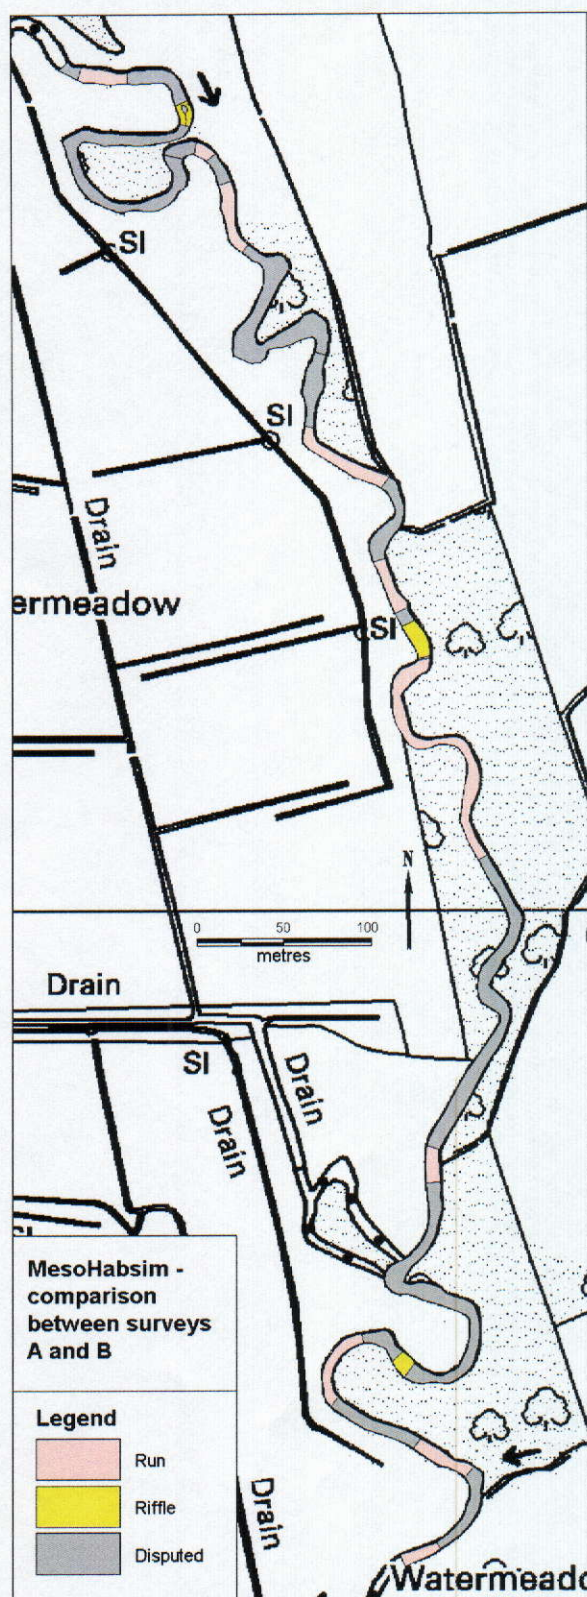 SI
SI
Drain
ermeadow
SI
N
0 50 100
metres
Drain
SI
Drain
Drain
SI
MesoHabsim -
comparison
between surveys
A and B
Legend
Run
Riffle
Disputed
Drain
Watermeado